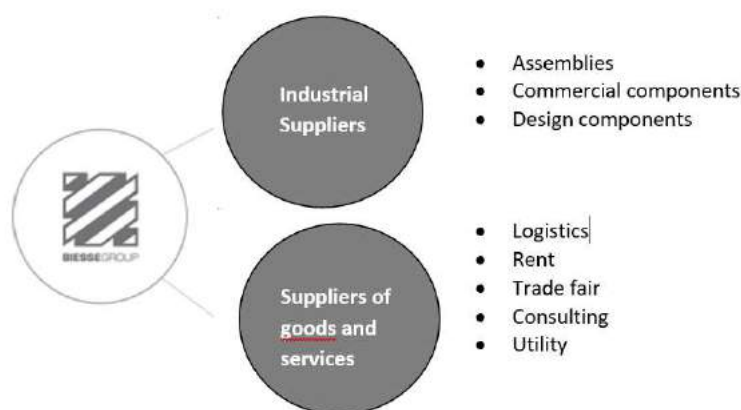 BIESSEGROUP
Industrial
Suppliers
• Assemblies
• Commercial components
• Design components
Suppliers of
goods and
services
• Logistics
• Rent
• Trade fair
• Consulting
• Utility